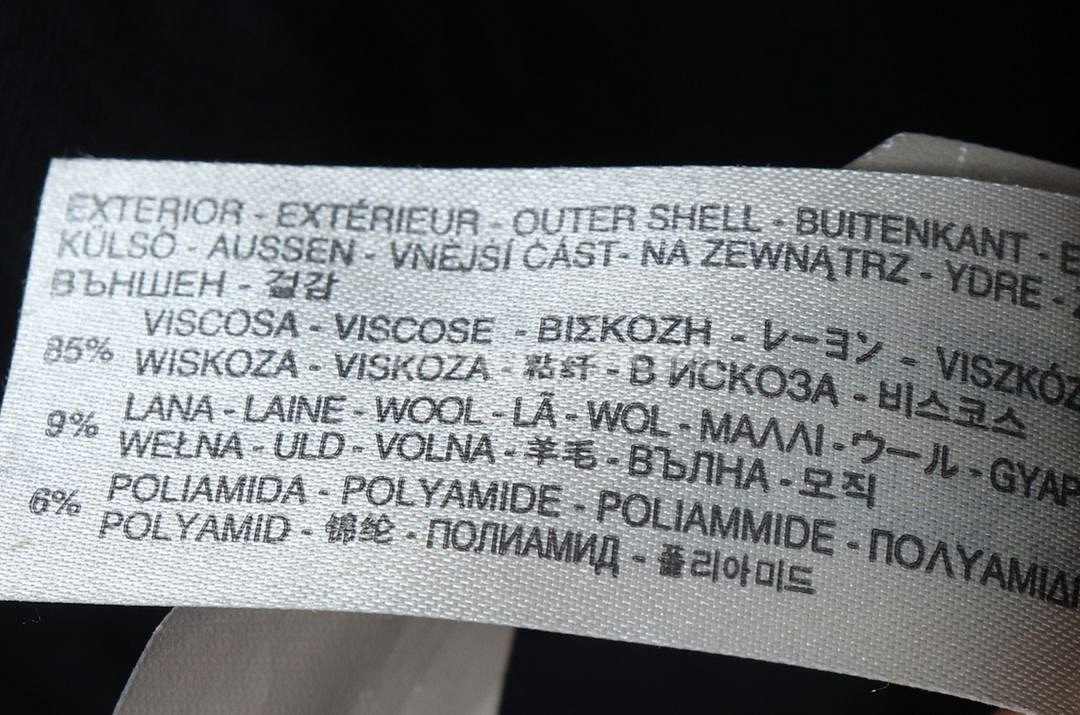 EXTERIOR - EXTÉRIEUR - OUTER SHELL - BUITENKANT -
KÜLSŐ - AUSSEN - VNĚJŠÍ ČÁST - NA ZEWNĄTRZ - YDRE -
ВЪНШЕН - 겉감
85% VISCOSA - VISCOSE - ΒΙΣΚΟΖΗ - レーヨン - VISZKÓZ
WISKOZA - VISKOZA - 粘纤 - В ИСКОЗА - 비스코스
9% LANA - LAINE - WOOL - LÃ - WOL - ΜΑΛΛΙ - ウール - GYAP
WEŁNA - ULD - VOLNA - 羊毛 - ВЪЛНА - 모직
6% POLIAMIDA - POLYAMIDE - POLIAMMIDE - ΠΟΛΥΑΜΙΔ
POLYAMID - 锦纶 - ПОЛИАМИД - 폴리아미드